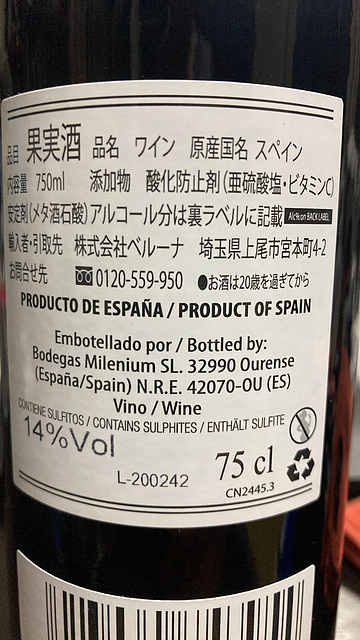 品目 果実酒 品名 ワイン 原産国名 スペイン
内容量 750ml 添加物 酸化防止剤(亜硫酸塩・ビタミンC)
安定剤(メタ酒石酸) アルコール分は裏ラベルに記載 Alc% on BACK LABEL
輸入者・引取先 株式会社ベルーナ 埼玉県上尾市宮本町4-2
お問合せ先 0120-559-950 ●お酒は20歳を過ぎてから
PRODUCTO DE ESPAÑA / PRODUCT OF SPAIN
Embotellado por / Bottled by:
Bodegas Milenium SL. 32990 Ourense
(España/Spain) N.R.E. 42070-OU (ES)
Vino / Wine
CONTIENE SULFITOS / CONTAINS SULPHITES / ENTHÄLT SULFITE
14%Vol
75 cl
L-200242
CN2445.3